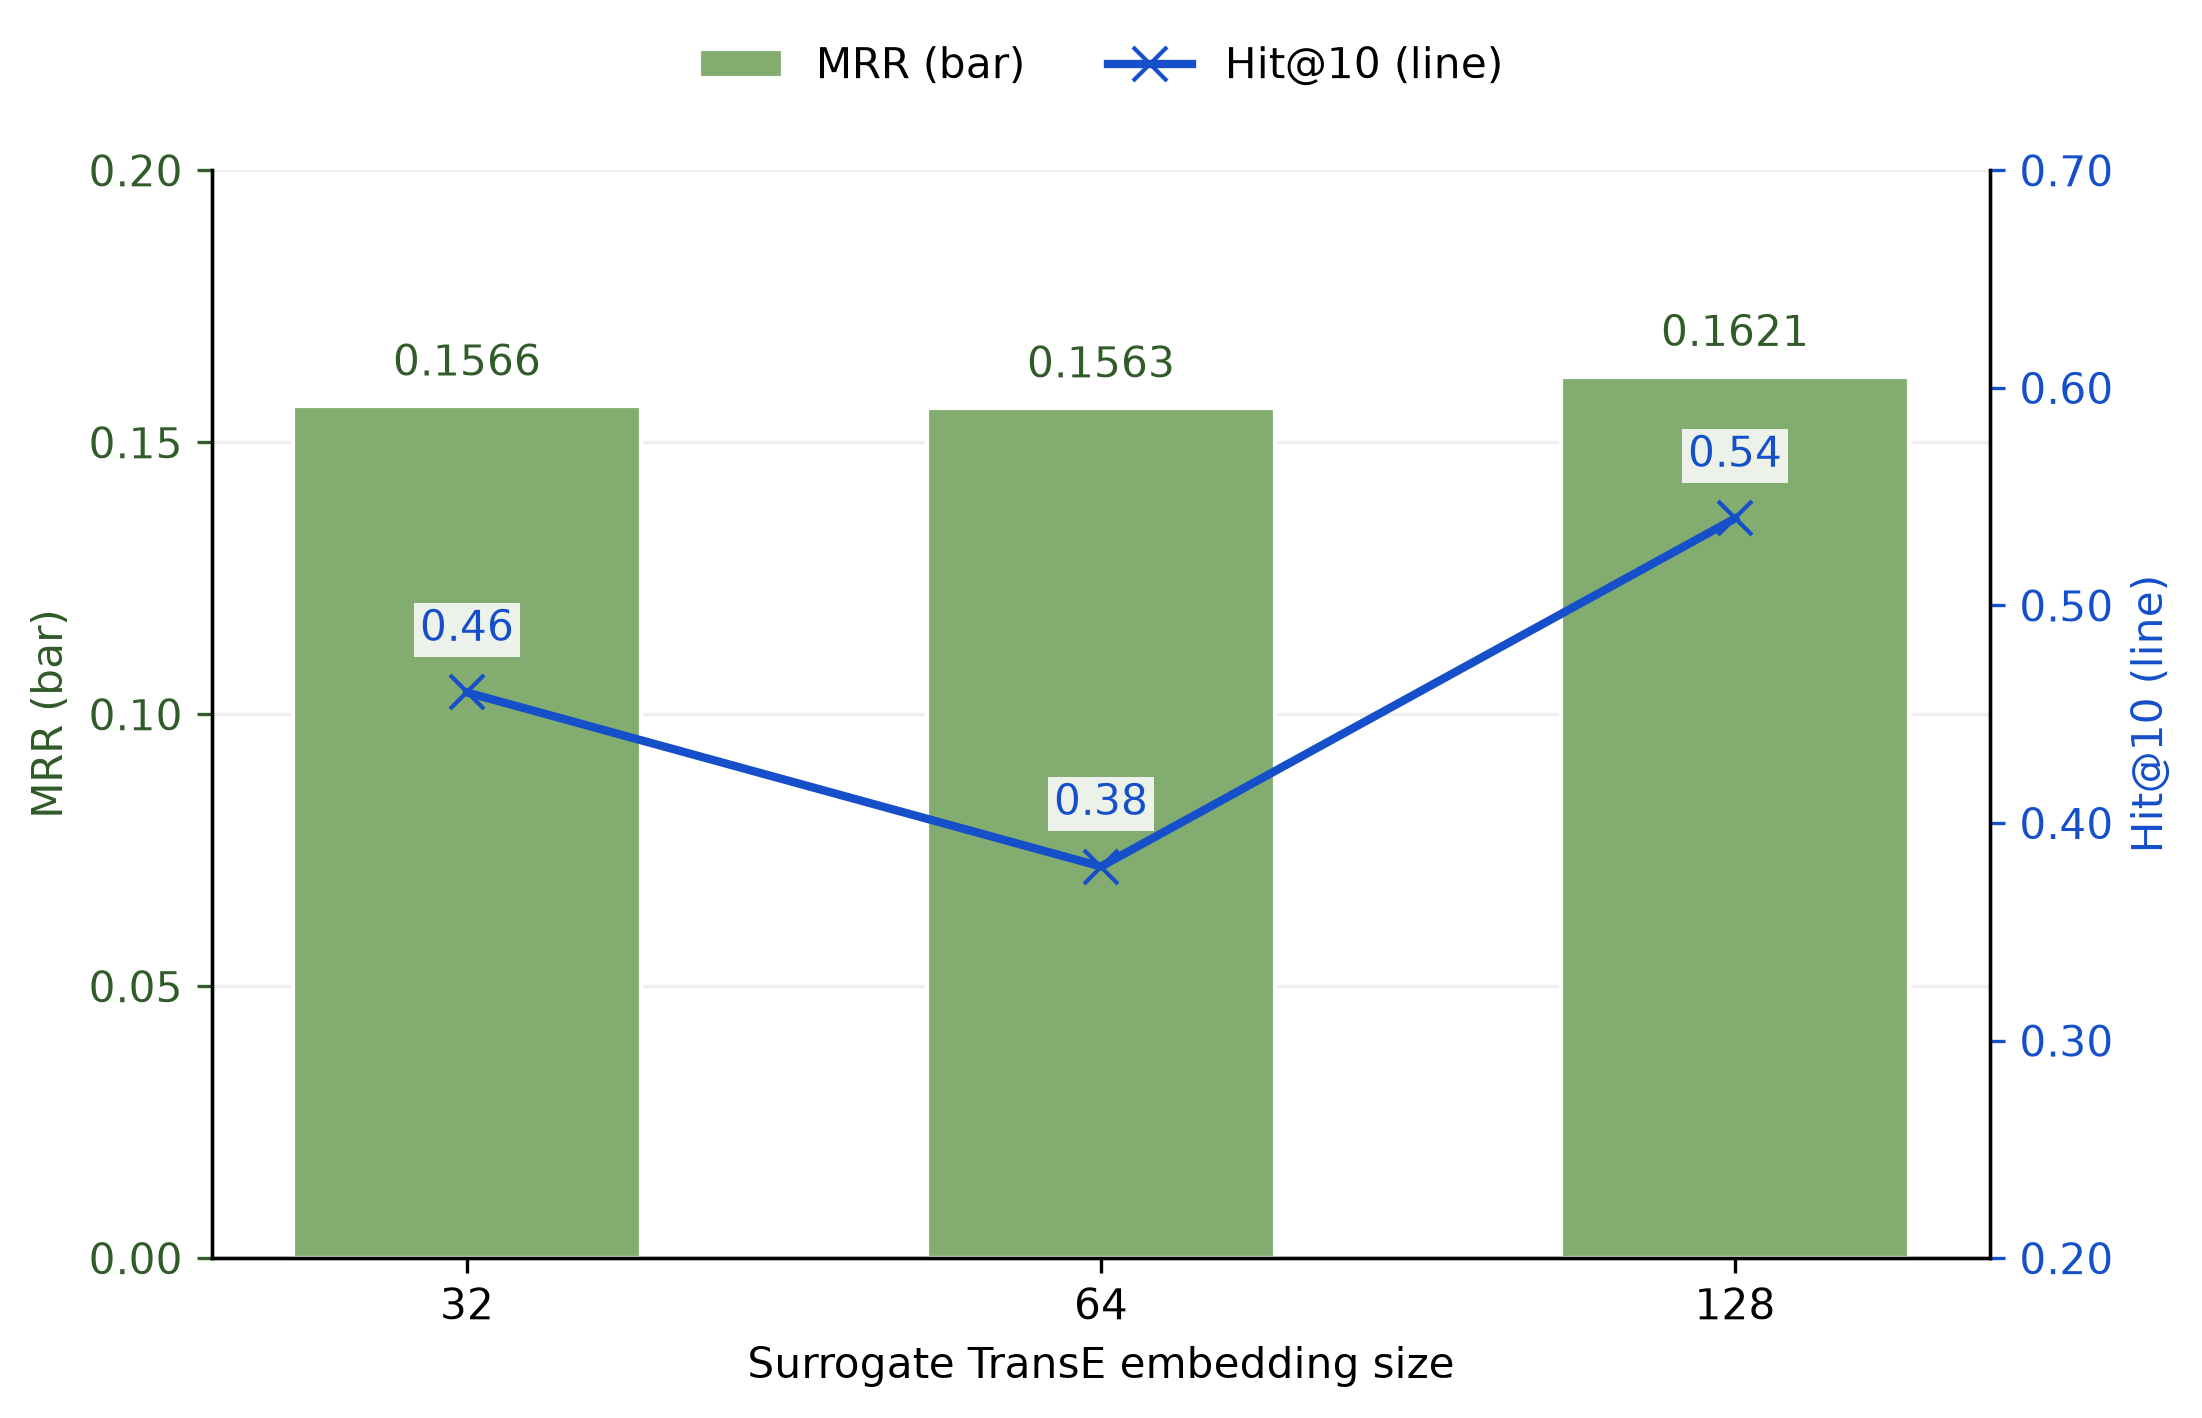 MRR (bar) Hit@10 (line)
0.20 0.70
0.1621
0.1566 0.1563
0.60
0.15 0.54
0.46 0.50
MRR (bar) Hit@10 (line)
0.10
0.38 0.40
0.05
0.30
0.00 0.20
32 64 128
Surrogate TransE embedding size